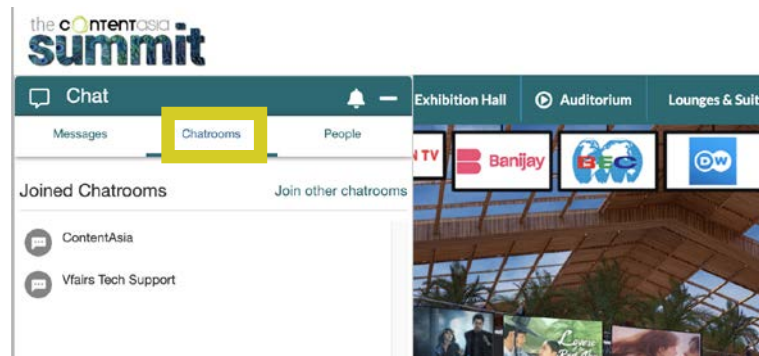 the contentasia
summit
Chat
Messages Chatrooms People
Joined Chatrooms Join other chatrooms
ContentAsia
Vfairs Tech Support
Exhibition Hall Auditorium Lounges & Suit
TV Banijay BEC DW
Lovers